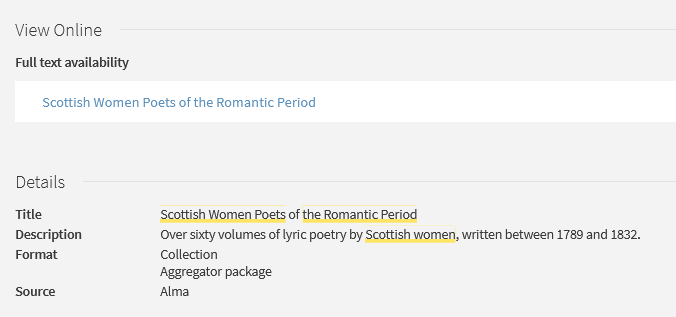 View Online
Full text availability
Scottish Women Poets of the Romantic Period
Details
Title Scottish Women Poets of the Romantic Period
Description Over sixty volumes of lyric poetry by Scottish women, written between 1789 and 1832.
Format Collection
Aggregator package
Source Alma